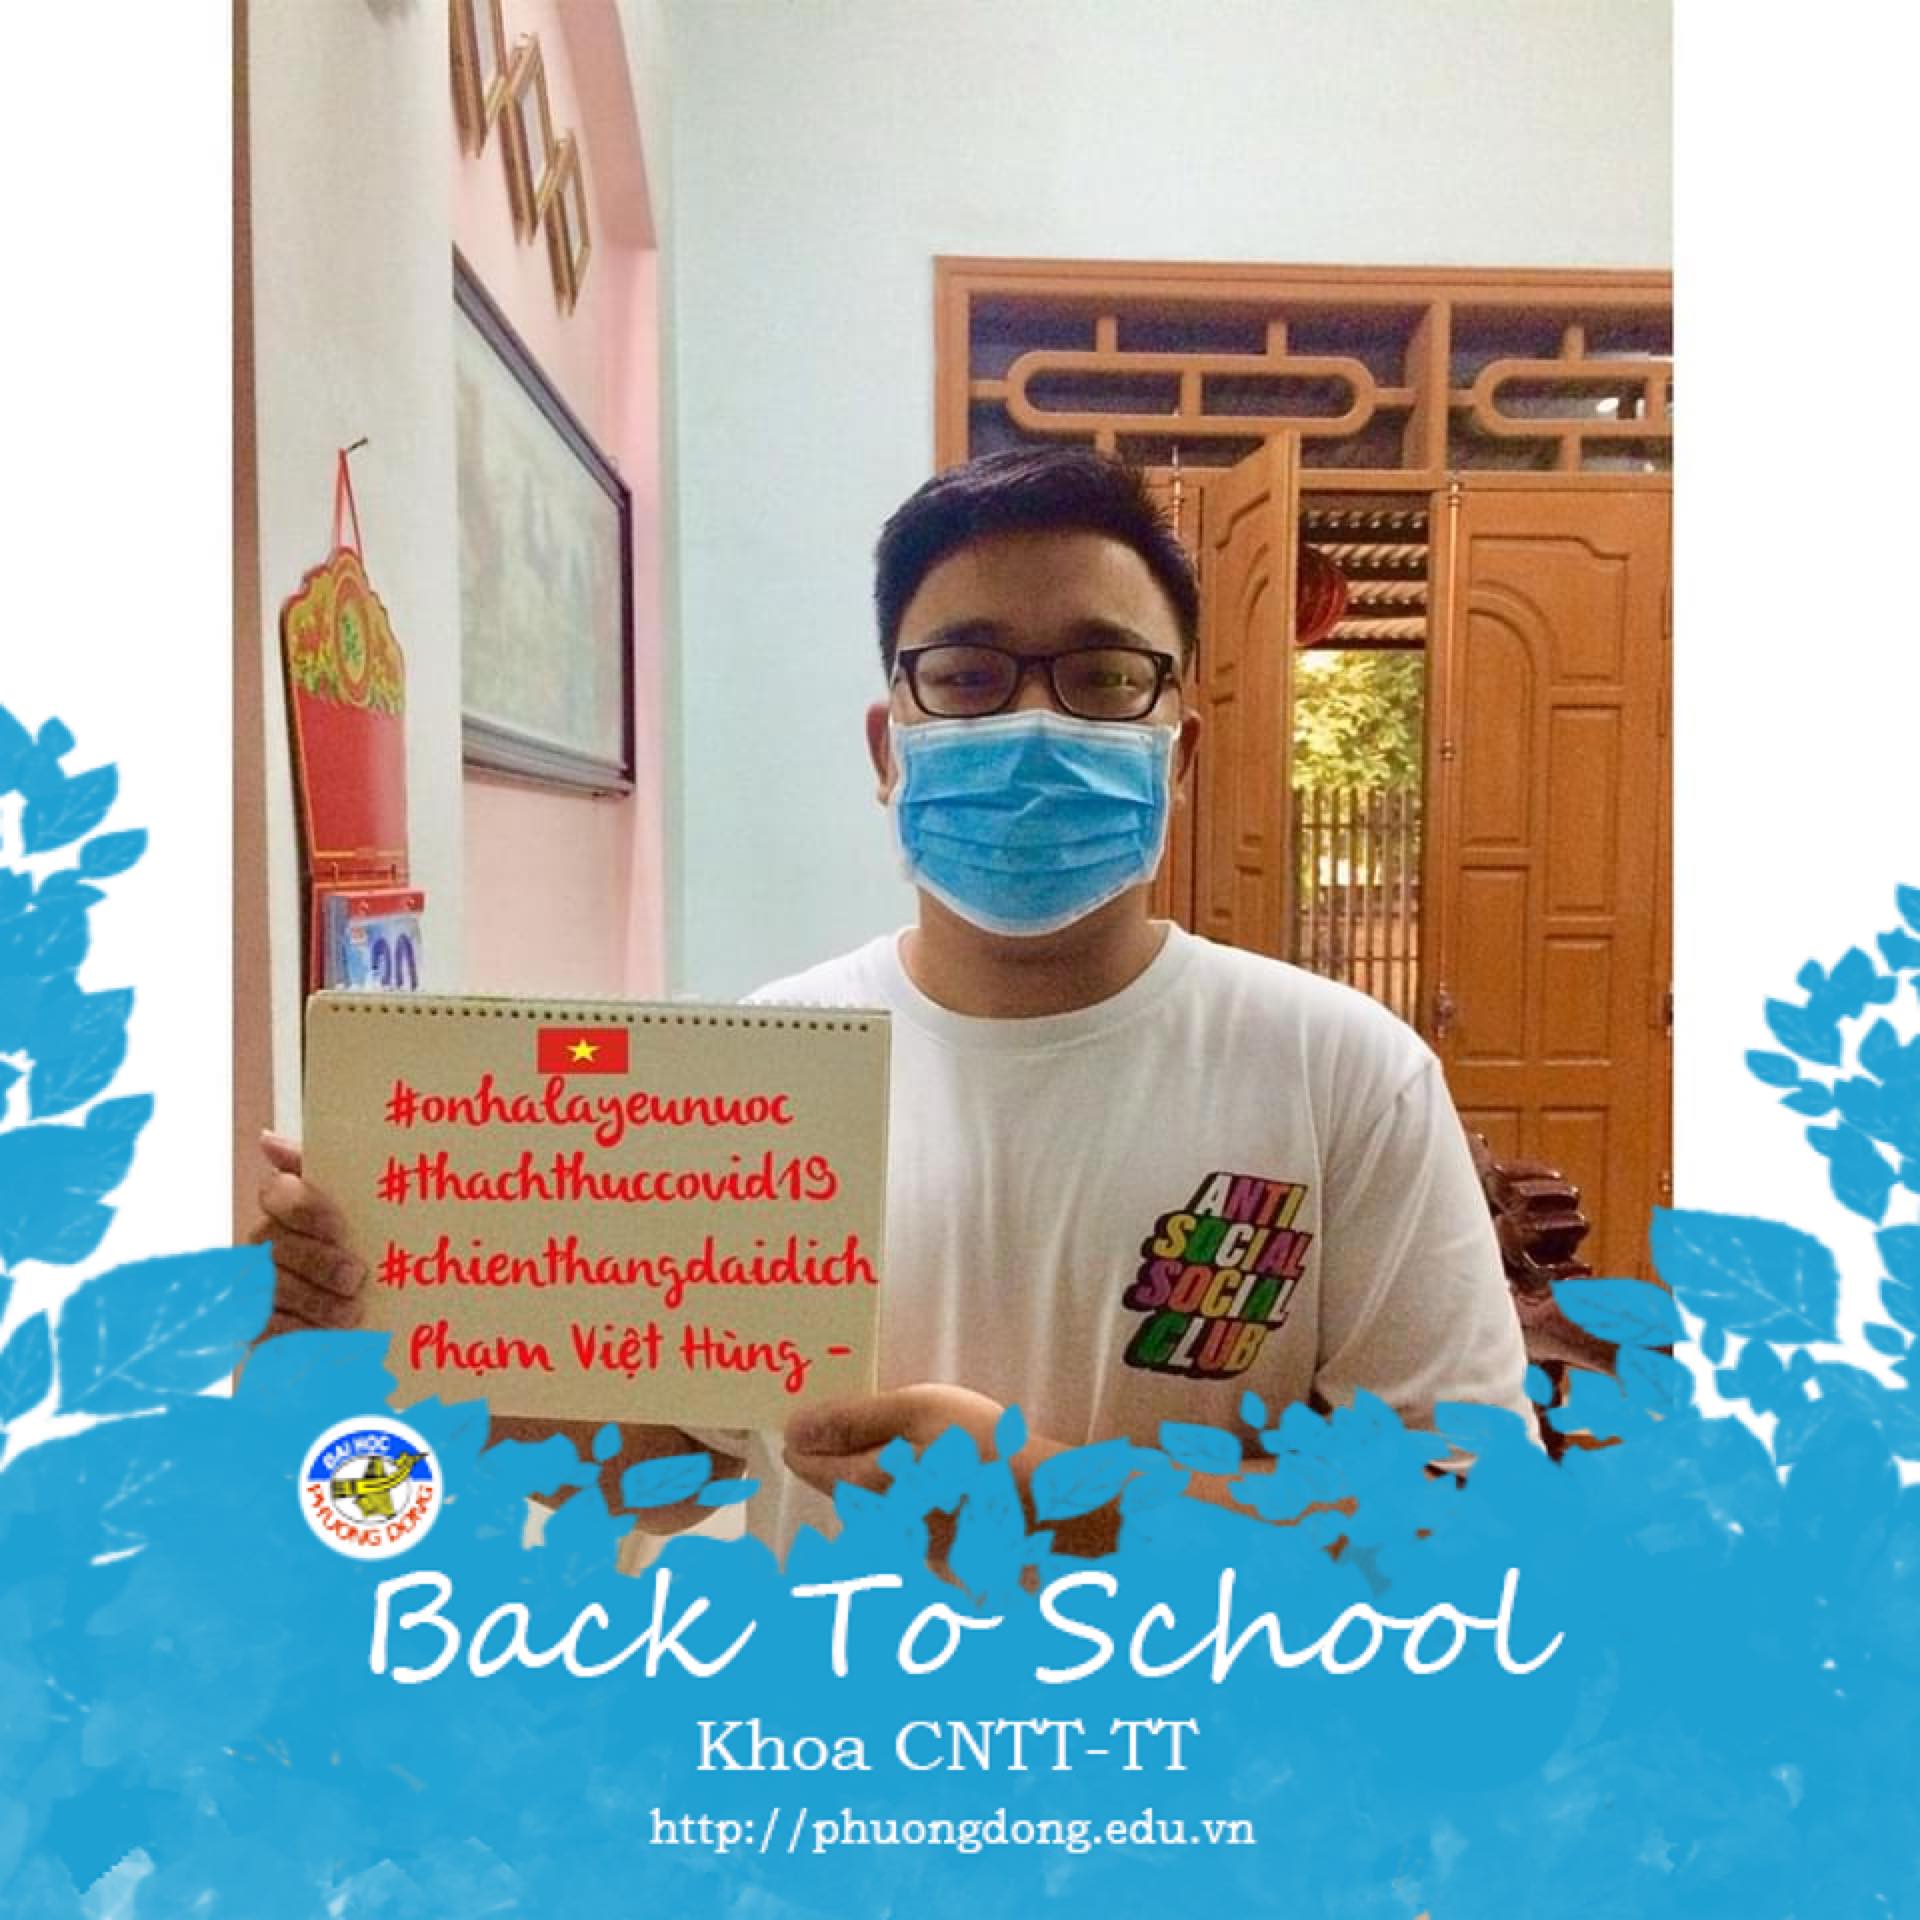 30
#onhalayeunuoc
#thachthuccovid19
#chienthangdaidich
Phạm Việt Hùng -
ANTI
SOCIAL
SOCIAL
CLUB
ĐẠI HỌC
PHƯƠNG ĐÔNG
Back To School
Khoa CNTT-TT
http://phuongdong.edu.vn